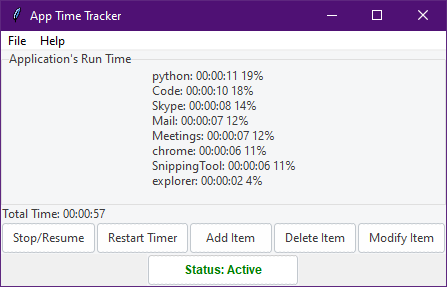 App Time Tracker
File Help
Application's Run Time
python: 00:00:11 19%
Code: 00:00:10 18%
Skype: 00:00:08 14%
Mail: 00:00:07 12%
Meetings: 00:00:07 12%
chrome: 00:00:06 11%
SnippingTool: 00:00:06 11%
explorer: 00:00:02 4%
Total Time: 00:00:57
Stop/Resume Restart Timer Add Item Delete Item Modify Item
Status: Active